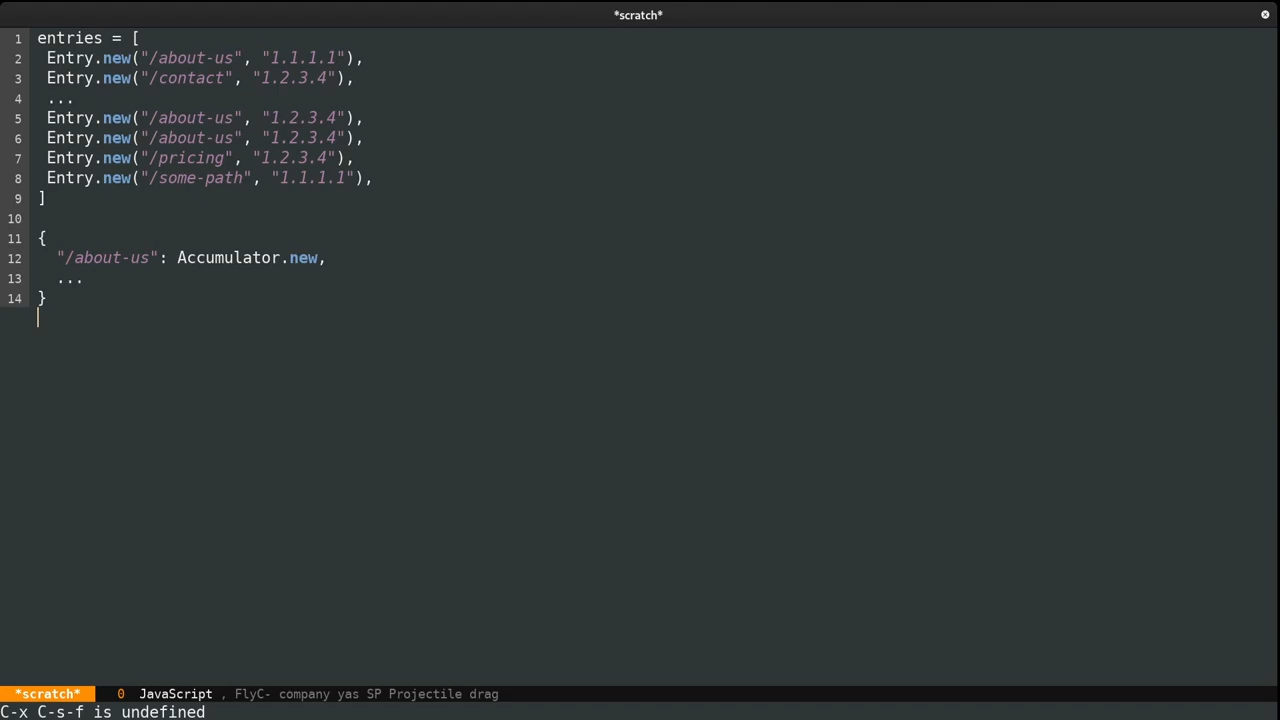 *scratch*
1 entries = [
2 Entry.new("/about-us", "1.1.1.1"),
3 Entry.new("/contact", "1.2.3.4"),
4 ...
5 Entry.new("/about-us", "1.2.3.4"),
6 Entry.new("/about-us", "1.2.3.4"),
7 Entry.new("/pricing", "1.2.3.4"),
8 Entry.new("/some-path", "1.1.1.1"),
9 ]
10
11 {
12 "/about-us": Accumulator.new,
13 ...
14 }
*scratch* 0 JavaScript , FlyC- company yas SP Projectile drag
C-x C-s-f is undefined